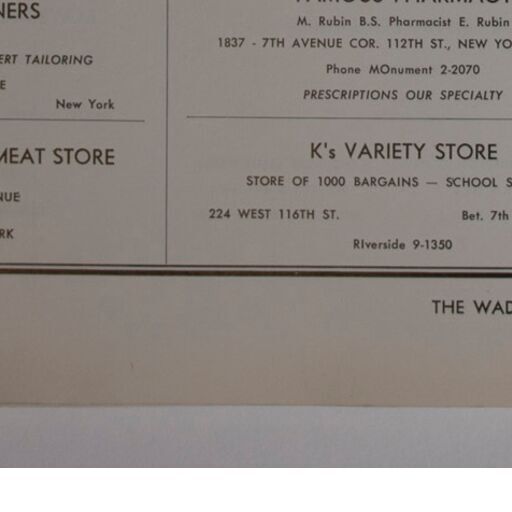 NERS
ERT TAILORING
E
New York
MEAT STORE
NUE
RK
M. Rubin B.S. Pharmacist E. Rubin
1837 - 7TH AVENUE COR. 112TH ST., NEW YO
Phone MOnument 2-2070
PRESCRIPTIONS OUR SPECIALTY
K's VARIETY STORE
STORE OF 1000 BARGAINS — SCHOOL S
224 WEST 116TH ST. Bet. 7th
RIverside 9-1350
THE WAD